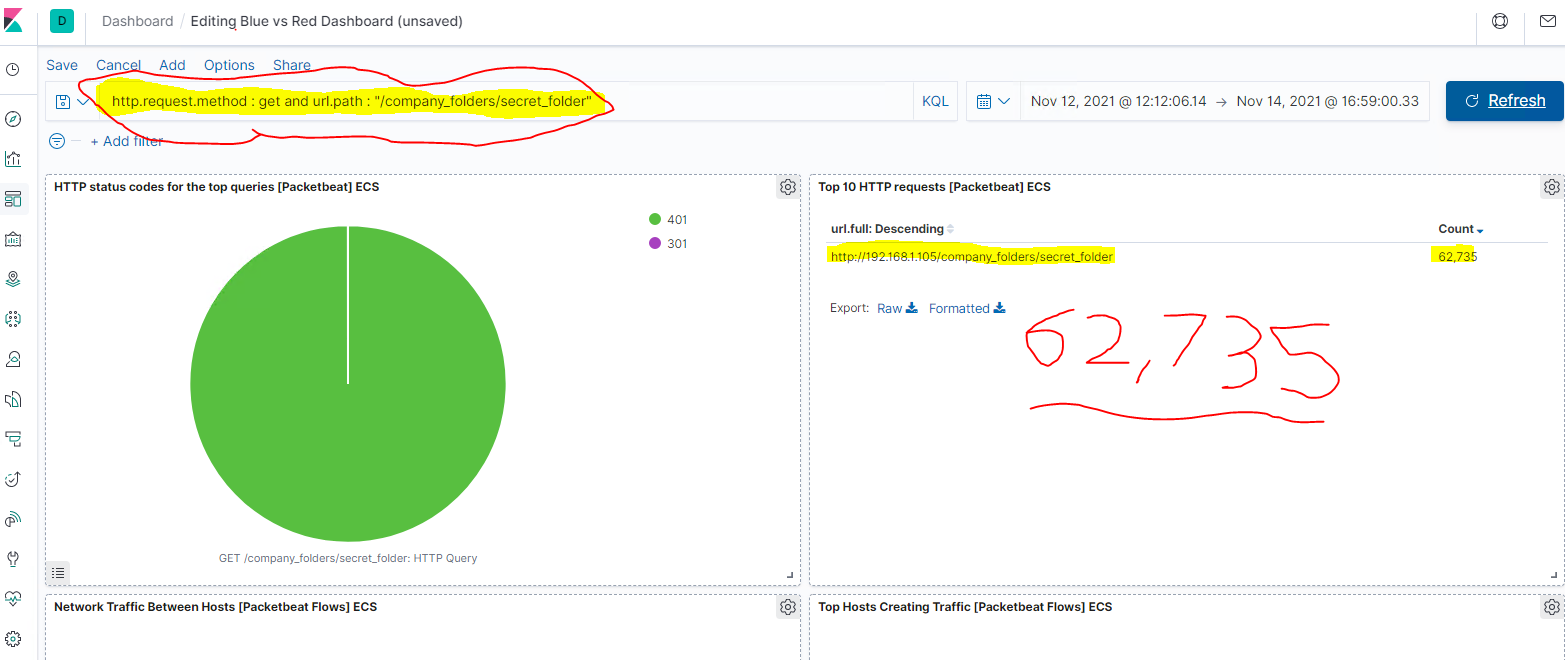 D Dashboard / Editing Blue vs Red Dashboard (unsaved)
Save Cancel Add Options Share
http.request.method : get and url.path : "/company_folders/secret_folder" KQL Nov 12, 2021 @ 12:12:06.14 → Nov 14, 2021 @ 16:59:00.33 Refresh
+ Add filter
HTTP status codes for the top queries [Packetbeat] ECS
401
301
GET /company_folders/secret_folder: HTTP Query
Top 10 HTTP requests [Packetbeat] ECS
url.full: Descending Count
http://192.168.1.105/company_folders/secret_folder 62,735
Export: Raw Formatted
62,735
Network Traffic Between Hosts [Packetbeat Flows] ECS
Top Hosts Creating Traffic [Packetbeat Flows] ECS